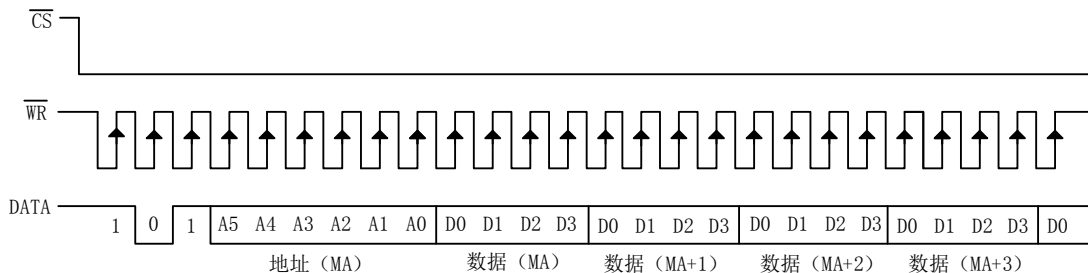 CS
WR
DATA 1 0 1 A5 A4 A3 A2 A1 A0 D0 D1 D2 D3 D0 D1 D2 D3 D0 D1 D2 D3 D0 D1 D2 D3 D0
地址（MA） 数据（MA） 数据（MA+1） 数据（MA+2） 数据（MA+3）